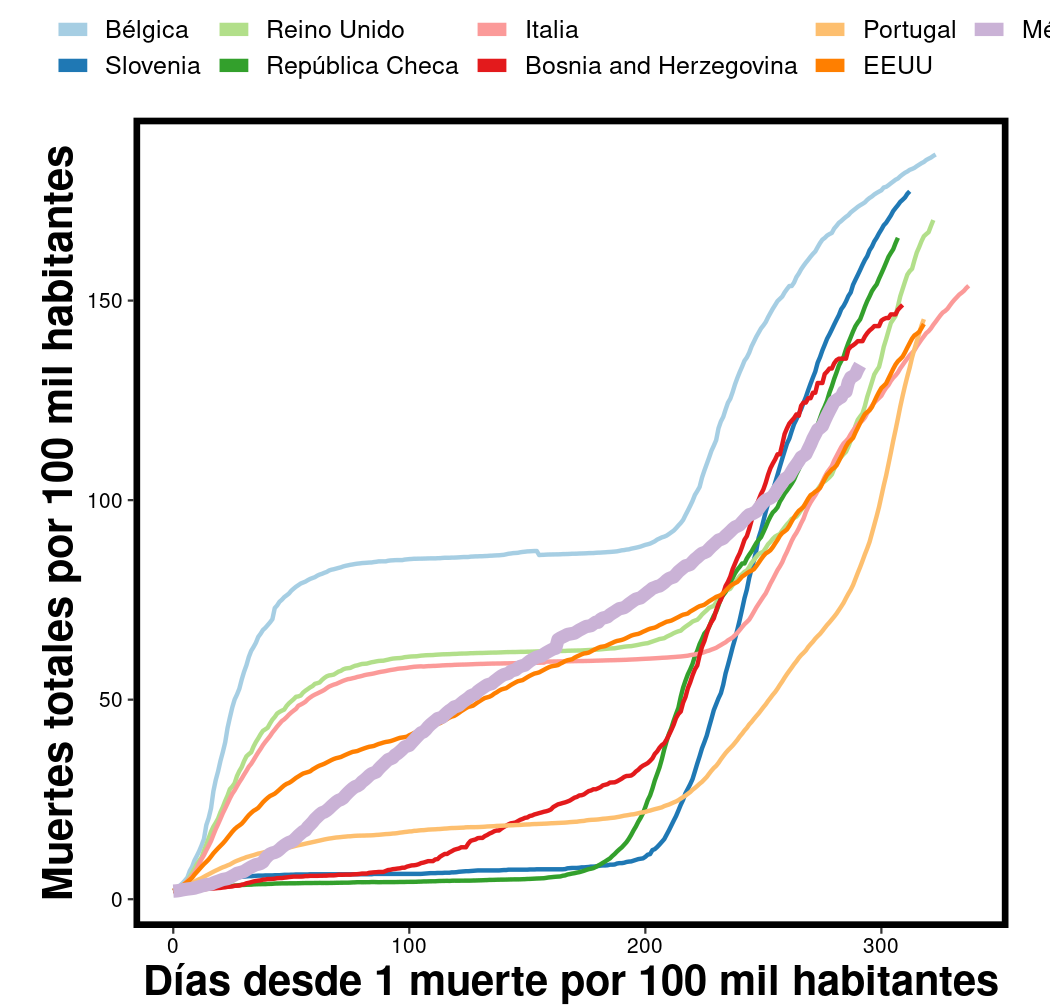 Bélgica Reino Unido Italia Portugal
Slovenia República Checa Bosnia and Herzegovina EEUU
Muertes totales por 100 mil habitantes
150
100
50
0
0 100 200 300
Días desde 1 muerte por 100 mil habitantes